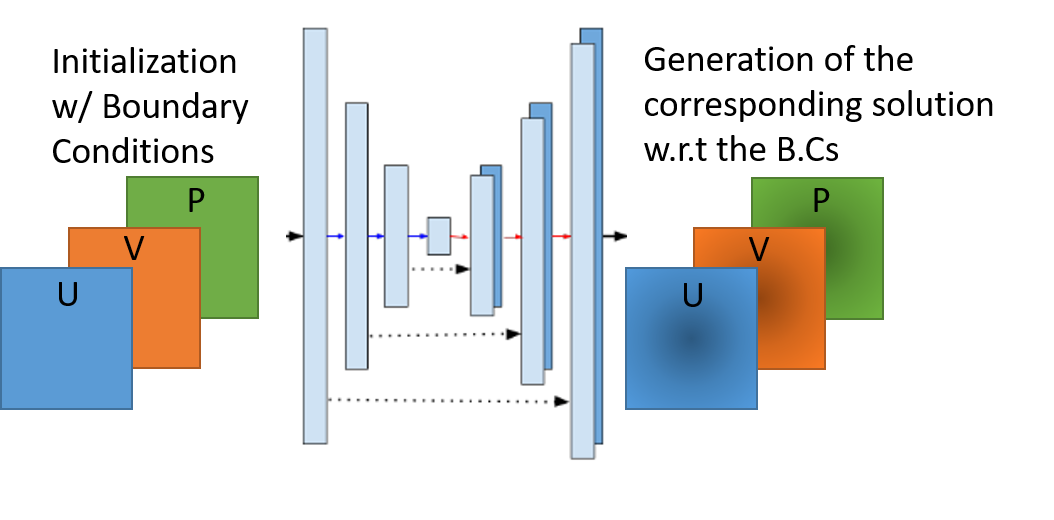 Initialization
w/ Boundary
Conditions
P
V
U
Generation of the
corresponding solution
w.r.t the B.Cs
P
V
U